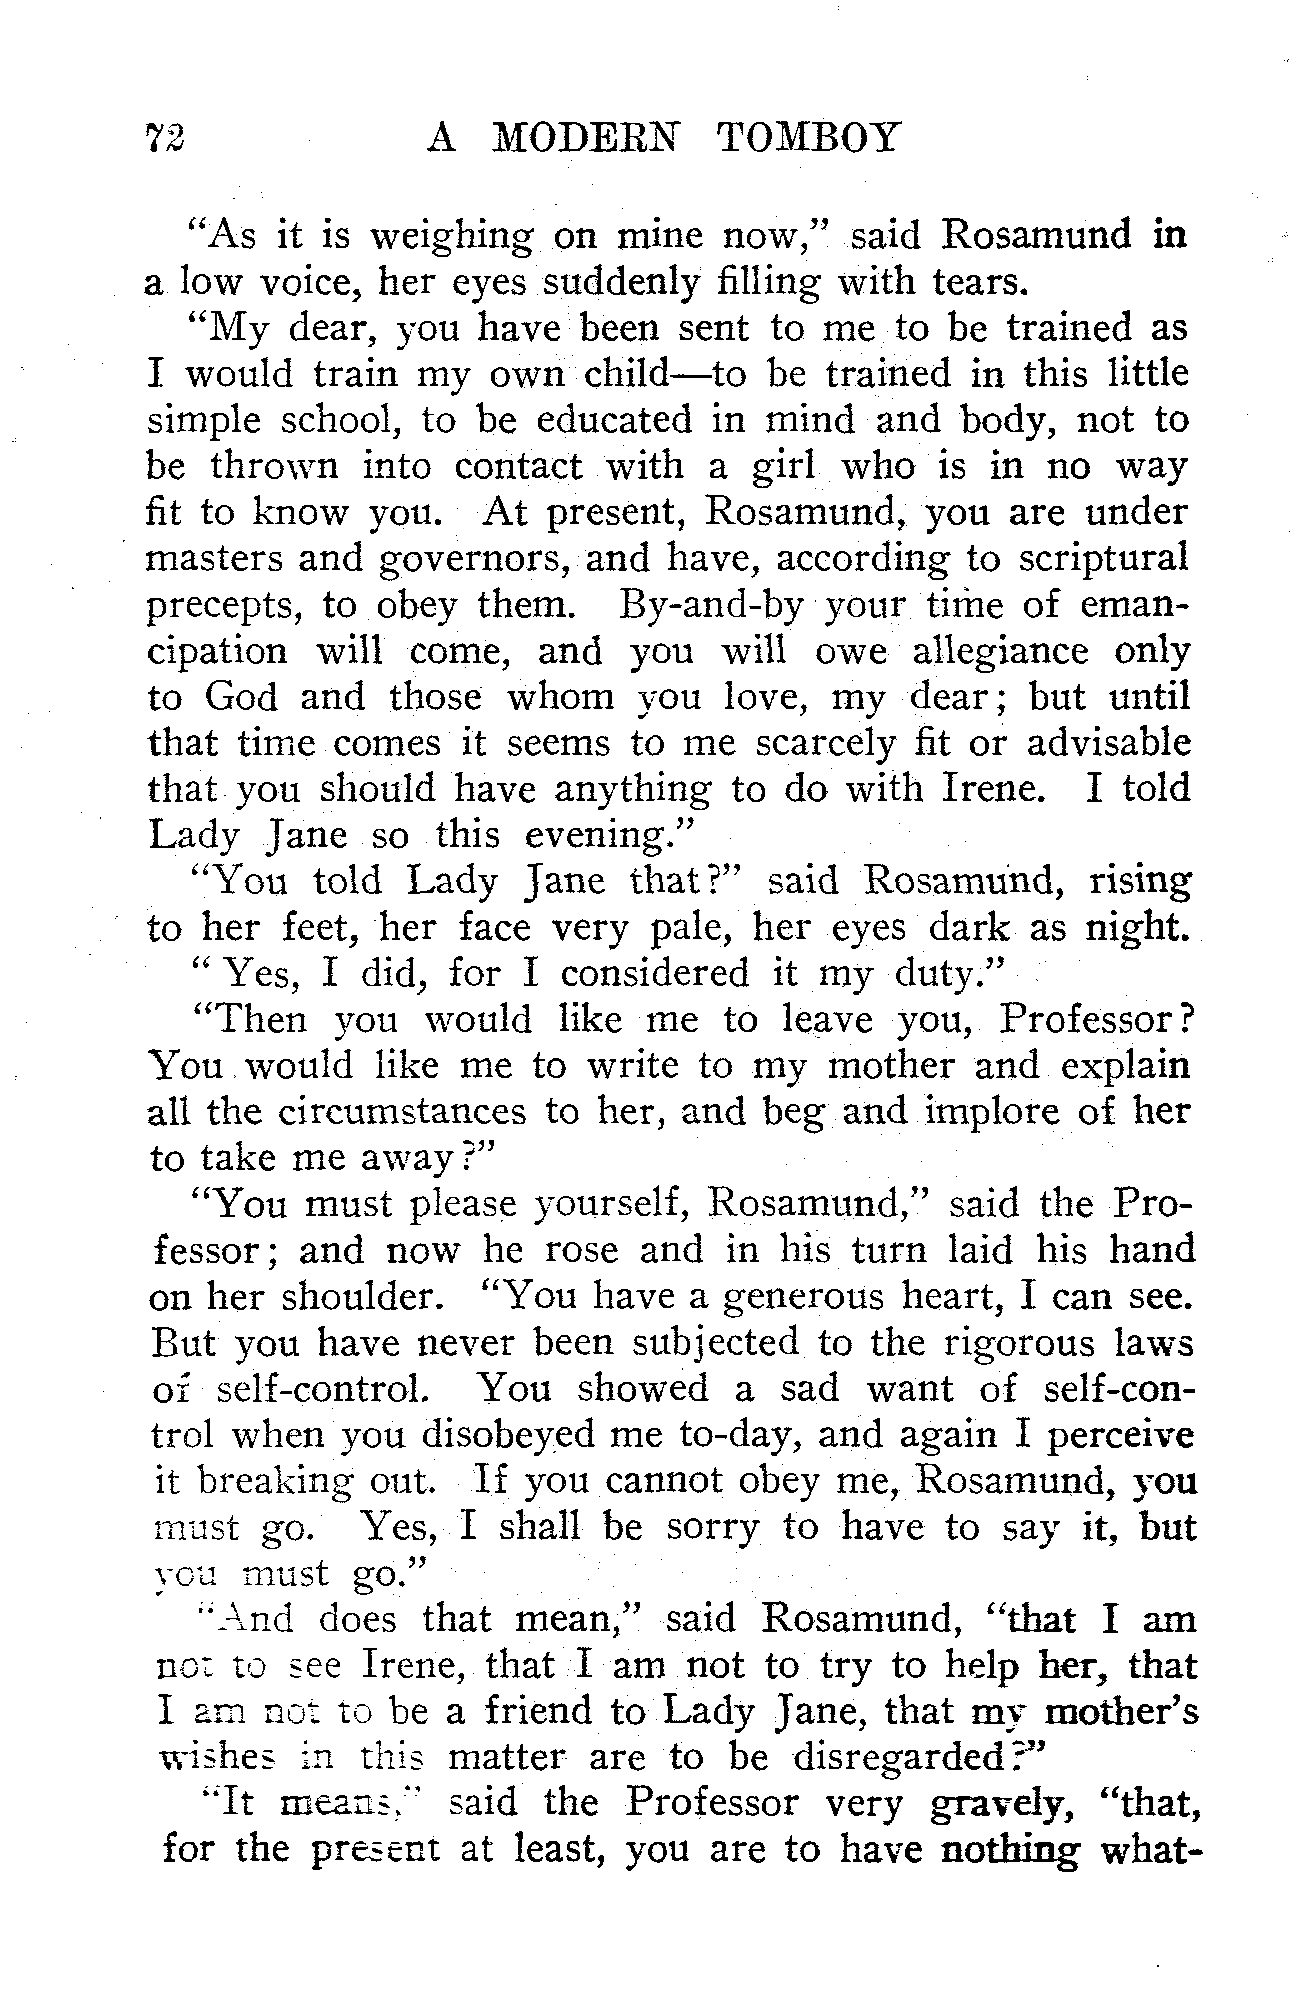 72 A MODERN TOMBOY
“As it is weighing on mine now,” said Rosamund in
a low voice, her eyes suddenly filling with tears.
“My dear, you have been sent to me to be trained as
I would train my own child—to be trained in this little
simple school, to be educated in mind and body, not to
be thrown into contact with a girl who is in no way
fit to know you. At present, Rosamund, you are under
masters and governors, and have, according to scriptural
precepts, to obey them. By-and-by your time of eman-
cipation will come, and you will owe allegiance only
to God and those whom you love, my dear; but until
that time comes it seems to me scarcely fit or advisable
that you should have anything to do with Irene. I told
Lady Jane so this evening.”
“You told Lady Jane that?” said Rosamund, rising
to her feet, her face very pale, her eyes dark as night.
“Yes, I did, for I considered it my duty.”
“Then you would like me to leave you, Professor?
You would like me to write to my mother and explain
all the circumstances to her, and beg and implore of her
to take me away?”
“You must please yourself, Rosamund,” said the Pro-
fessor; and now he rose and in his turn laid his hand
on her shoulder. “You have a generous heart, I can see.
But you have never been subjected to the rigorous laws
of self-control. You showed a sad want of self-con-
trol when you disobeyed me to-day, and again I perceive
it breaking out. If you cannot obey me, Rosamund, you
must go. Yes, I shall be sorry to have to say it, but
you must go.”
“And does that mean,” said Rosamund, “that I am
not to see Irene, that I am not to try to help her, that
I am not to be a friend to Lady Jane, that my mother's
wishes in this matter are to be disregarded?”
“It means,” said the Professor very gravely, “that,
for the present at least, you are to have nothing what-